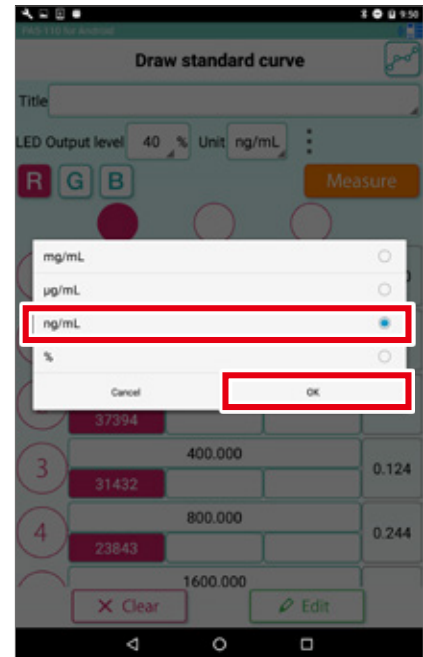 9:50
PAS-110 for Android
Draw standard curve
Title
LED Output level 40 % Unit ng/mL
R G B Measure
mg/mL
μg/mL
ng/mL
%
Cancel OK
37394
400.000
3 0.124
31432
800.000
4 0.244
23843
1600.000
Clear Edit